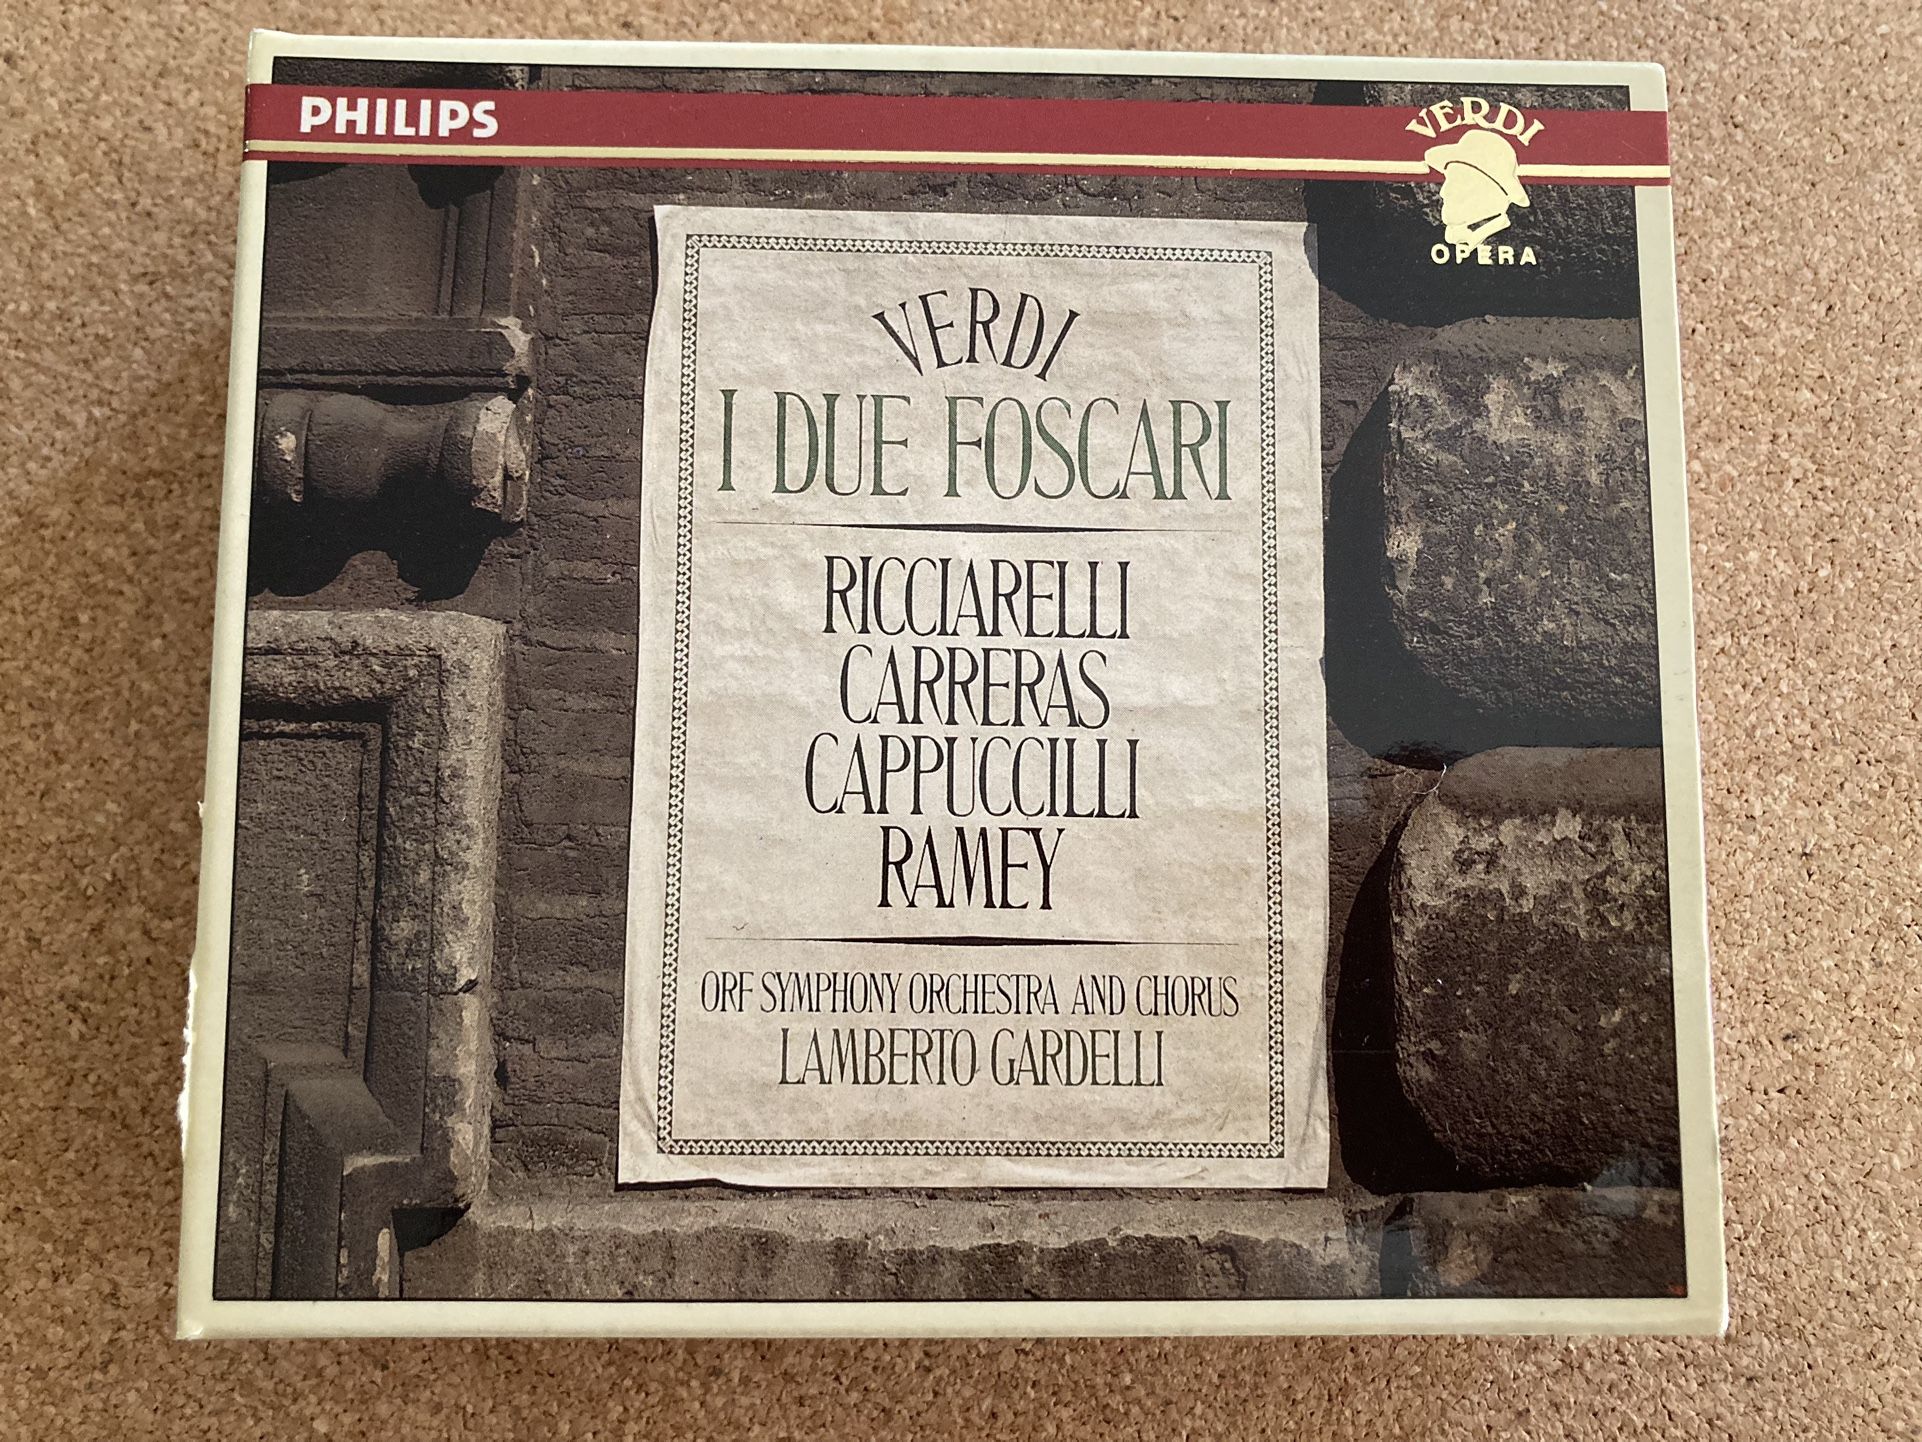 PHILIPS
VERDI
OPERA
VERDI
I DUE FOSCARI
RICCIARELLI
CARRERAS
CAPPUCCILLI
RAMEY
ORF SYMPHONY ORCHESTRA AND CHORUS
LAMBERTO GARDELLI